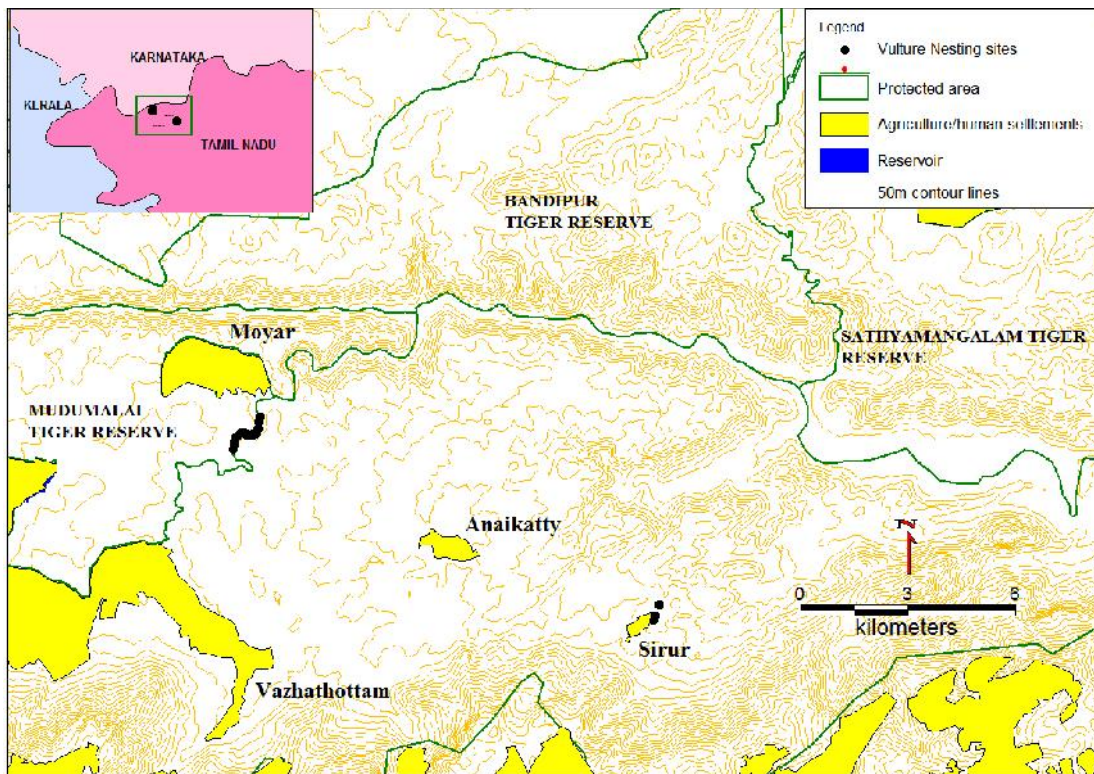 KARNATAKA
KERALA
TAMIL NADU
Legend
Vulture Nesting sites
Protected area
Agriculture/human settlements
Reservoir
50m contour lines
BANDIPUR
TIGER RESERVE
Moyar
SATHYAMANGALAM TIGER
RESERVE
MUDUMALAI
TIGER RESERVE
Anaikatty
N
0 3 6
kilometers
Sirur
Vazhathottam